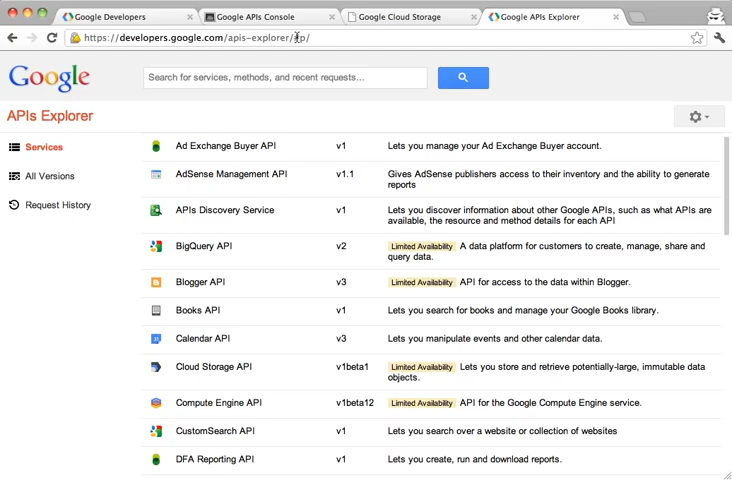 Google Developers
Google APIs Console
Google Cloud Storage
Google APIs Explorer
https://developers.google.com/apis-explorer/#p/
Google
Search for services, methods, and recent requests...
APIs Explorer
Services
All Versions
Request History
Ad Exchange Buyer API v1 Lets you manage your Ad Exchange Buyer account.
AdSense Management API v1.1 Gives AdSense publishers access to their inventory and the ability to generate
reports
APIs Discovery Service v1 Lets you discover information about other Google APIs, such as what APIs are
available, the resource and method details for each API
BigQuery API v2 Limited Availability A data platform for customers to create, manage, share and
query data.
Blogger API v3 Limited Availability API for access to the data within Blogger.
Books API v1 Lets you search for books and manage your Google Books library.
Calendar API v3 Lets you manipulate events and other calendar data.
Cloud Storage API v1beta1 Limited Availability Lets you store and retrieve potentially-large, immutable data
objects.
Compute Engine API v1beta12 Limited Availability API for the Google Compute Engine service.
CustomSearch API v1 Lets you search over a website or collection of websites
DFA Reporting API v1 Lets you create, run and download reports.